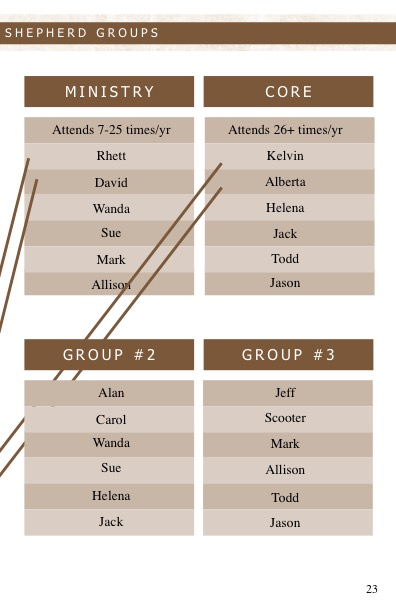 SHEPHERD GROUPS
MINISTRY
Attends 7-25 times/yr
Rhett
David
Wanda
Sue
Mark
Allison
CORE
Attends 26+ times/yr
Kelvin
Alberta
Helena
Jack
Todd
Jason
GROUP #2
Alan
Carol
Wanda
Sue
Helena
Jack
GROUP #3
Jeff
Scooter
Mark
Allison
Todd
Jason
23